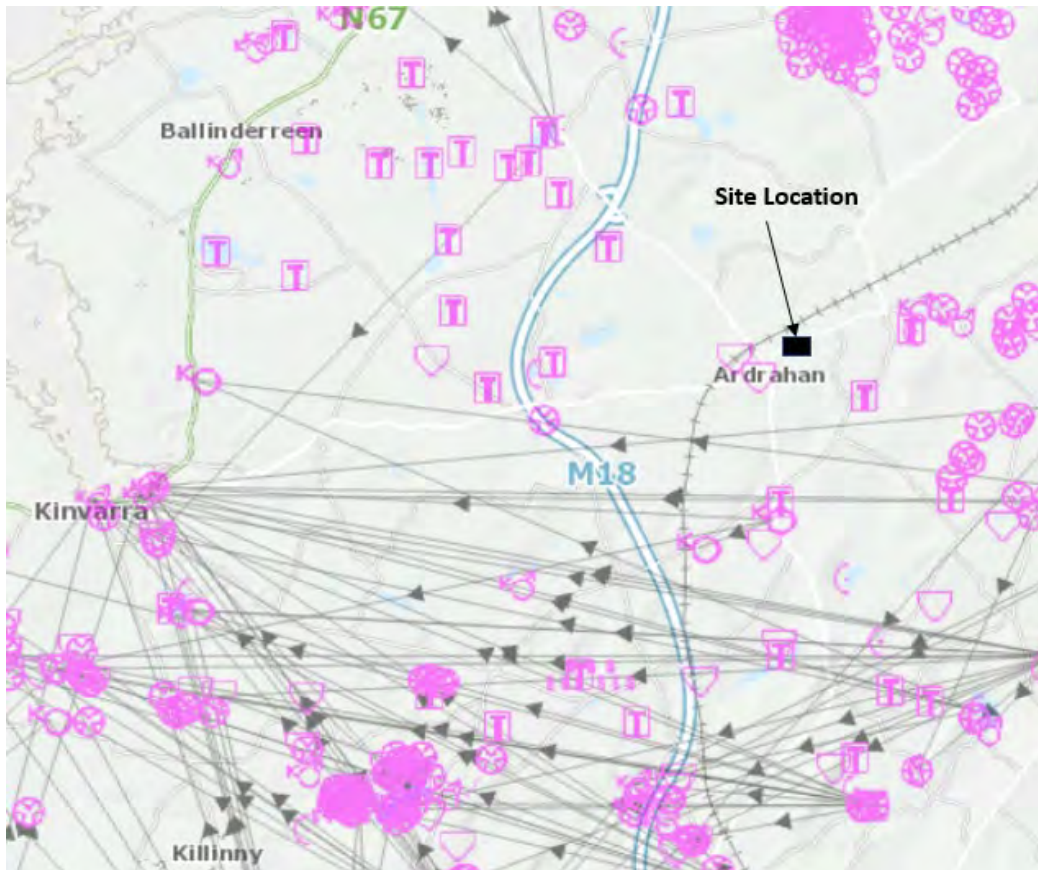 N67
Ballinderreen
Site Location
Ardrahan
M18
Kinvarra
Killinny